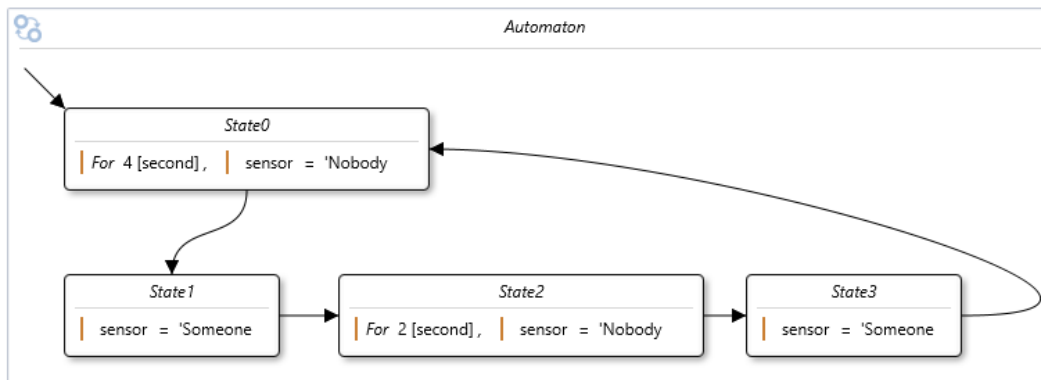 Automaton
State0
For 4 [second] , sensor = 'Nobody
State1
sensor = 'Someone
State2
For 2 [second] , sensor = 'Nobody
State3
sensor = 'Someone